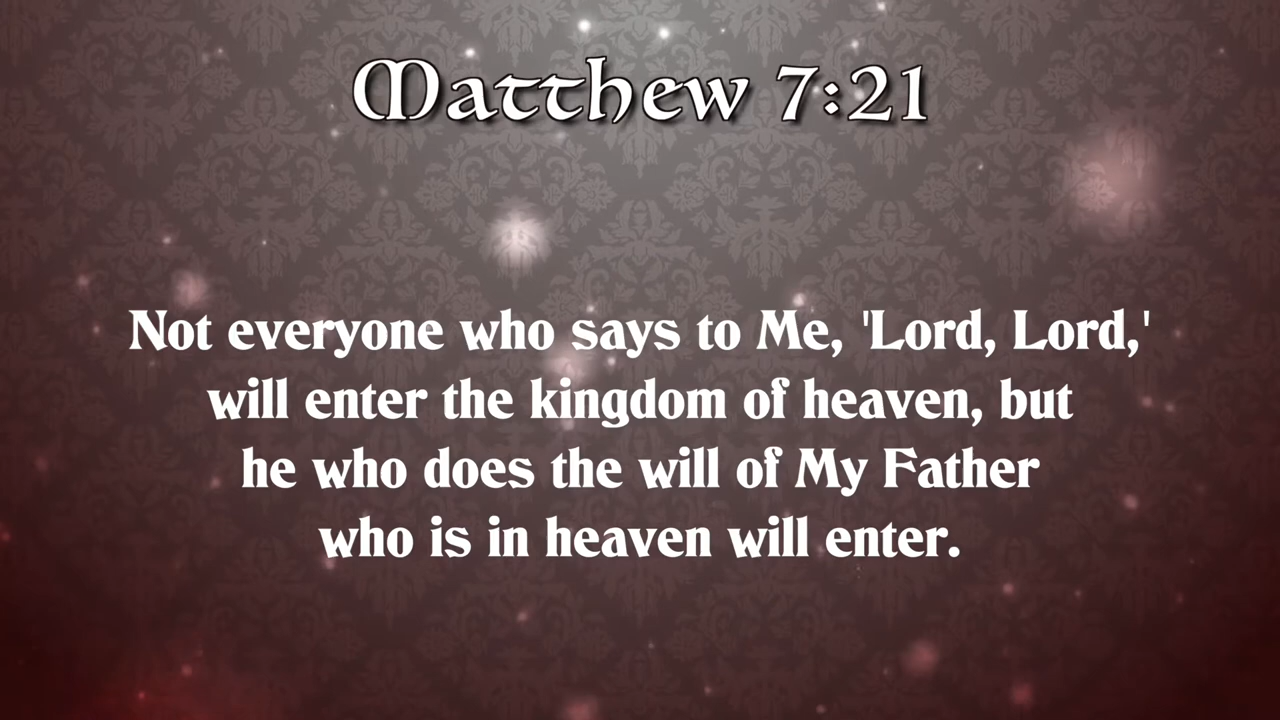 Matthew 7:21
Not everyone who says to Me, 'Lord, Lord,'
will enter the kingdom of heaven, but
he who does the will of My Father
who is in heaven will enter.